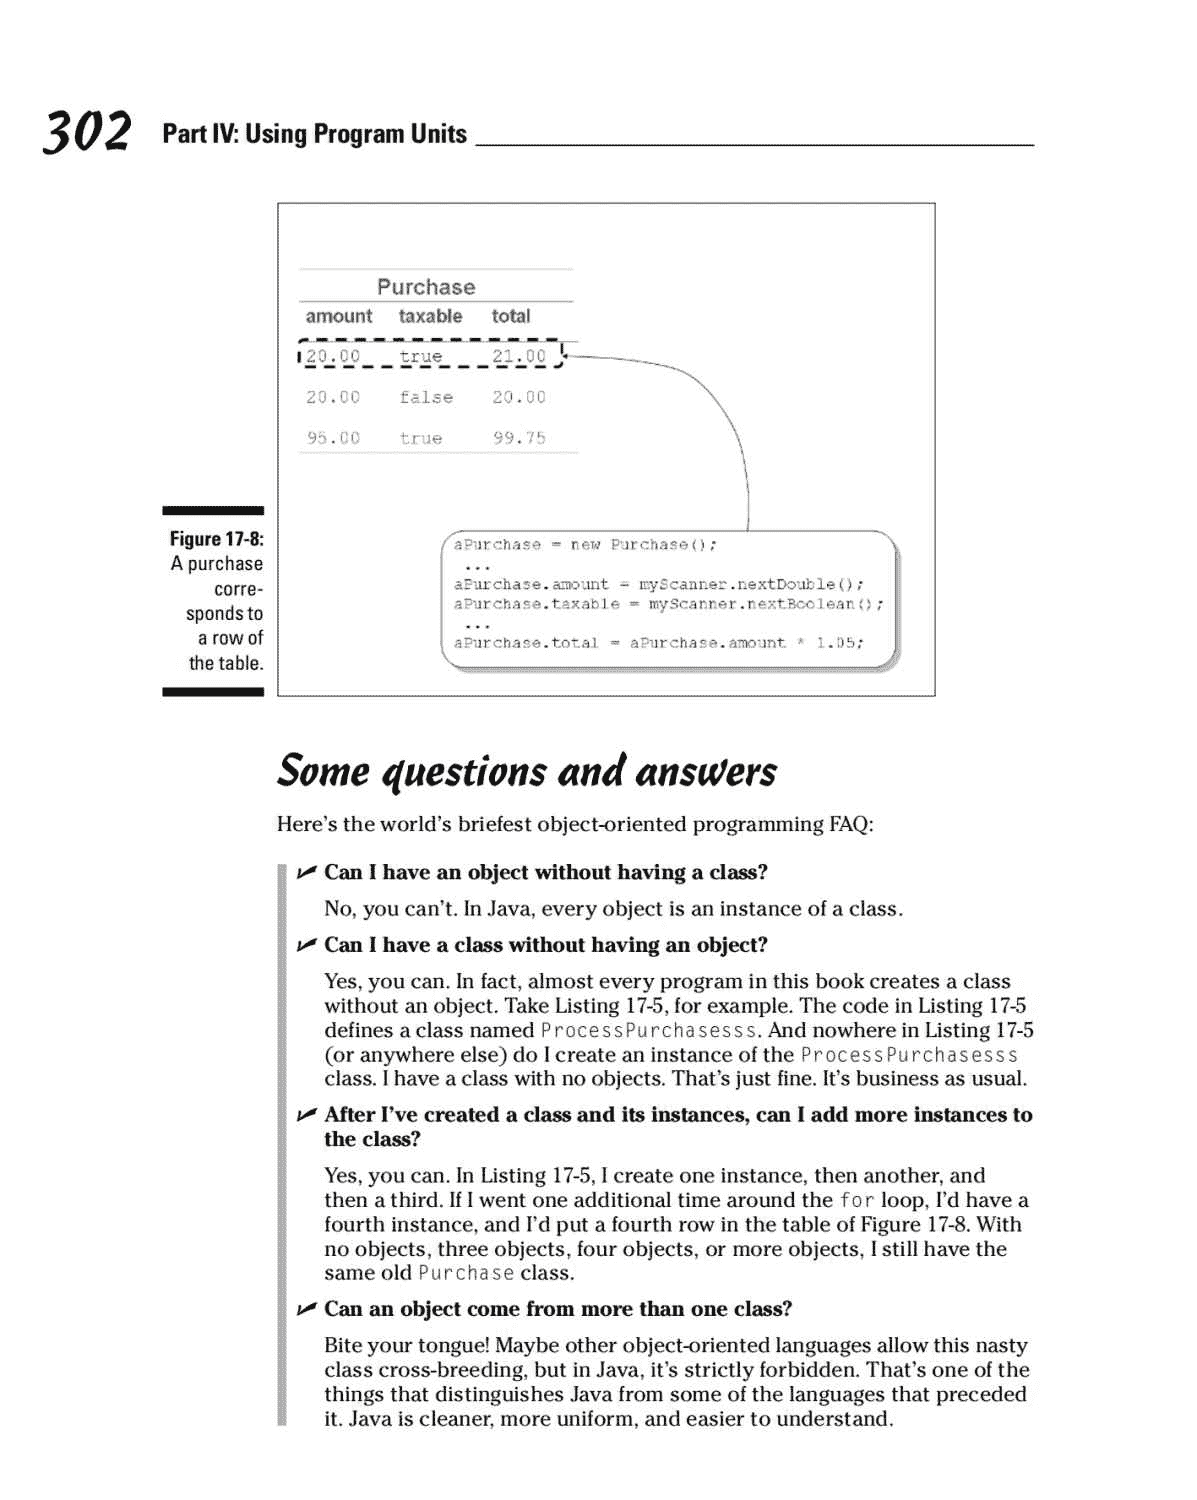 302 Part IV: Using Program Units
Purchase
amount taxable total
20.00 true 21.00
20.00 false 20.00
95.00 true 99.75
aPurchase = new Purchase();
...
aPurchase.amount = myScanner.nextDouble();
aPurchase.taxable = myScanner.nextBoolean();
...
aPurchase.total = aPurchase.amount * 1.05;
Figure 17-8:
A purchase
corre-
sponds to
a row of
the table.
Some questions and answers
Here's the world's briefest object-oriented programming FAQ:
✓ Can I have an object without having a class?
No, you can't. In Java, every object is an instance of a class.
✓ Can I have a class without having an object?
Yes, you can. In fact, almost every program in this book creates a class
without an object. Take Listing 17-5, for example. The code in Listing 17-5
defines a class named ProcessPurchasesss. And nowhere in Listing 17-5
(or anywhere else) do I create an instance of the ProcessPurchasesss
class. I have a class with no objects. That's just fine. It's business as usual.
✓ After I've created a class and its instances, can I add more instances to
the class?
Yes, you can. In Listing 17-5, I create one instance, then another, and
then a third. If I went one additional time around the for loop, I'd have a
fourth instance, and I'd put a fourth row in the table of Figure 17-8. With
no objects, three objects, four objects, or more objects, I still have the
same old Purchase class.
✓ Can an object come from more than one class?
Bite your tongue! Maybe other object-oriented languages allow this nasty
class cross-breeding, but in Java, it's strictly forbidden. That's one of the
things that distinguishes Java from some of the languages that preceded
it. Java is cleaner, more uniform, and easier to understand.